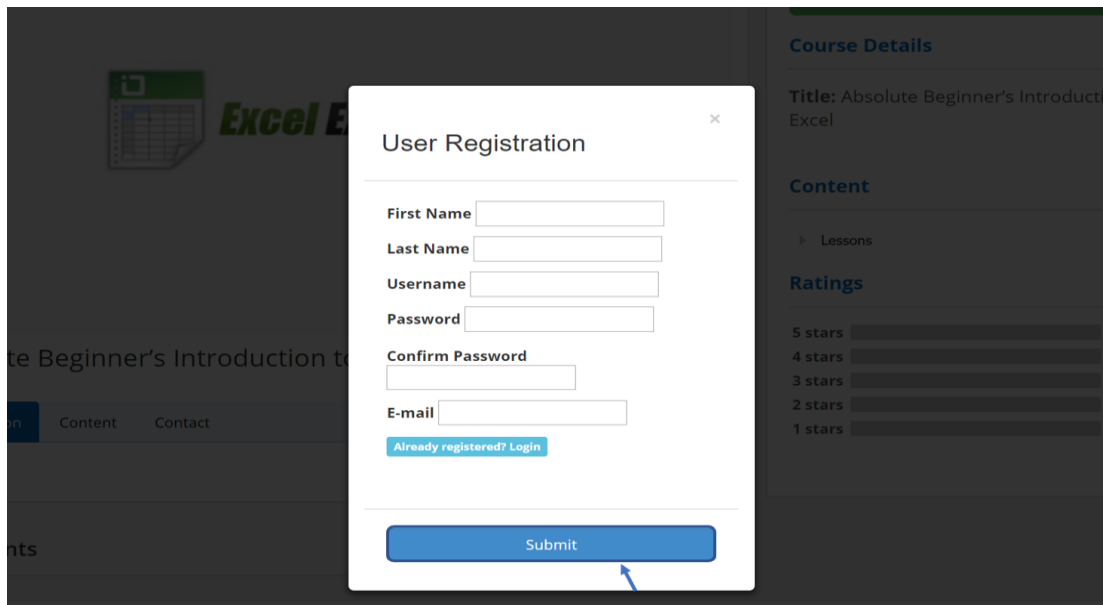 Excel E
te Beginner's Introduction to
on Content Contact
nts
×
User Registration
First Name
Last Name
Username
Password
Confirm Password
E-mail
Already registered? Login
Submit
Course Details
Title: Absolute Beginner's Introducti
Excel
Content
Lessons
Ratings
5 stars
4 stars
3 stars
2 stars
1 stars